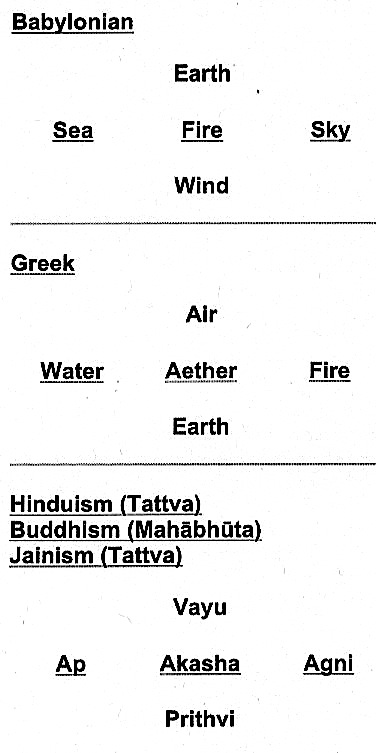 Babylonian
Earth
Sea Fire Sky
Wind
Greek
Air
Water Aether Fire
Earth
Hinduism (Tattva)
Buddhism (Mahābhūta)
Jainism (Tattva)
Vayu
Ap Akasha Agni
Prithvi